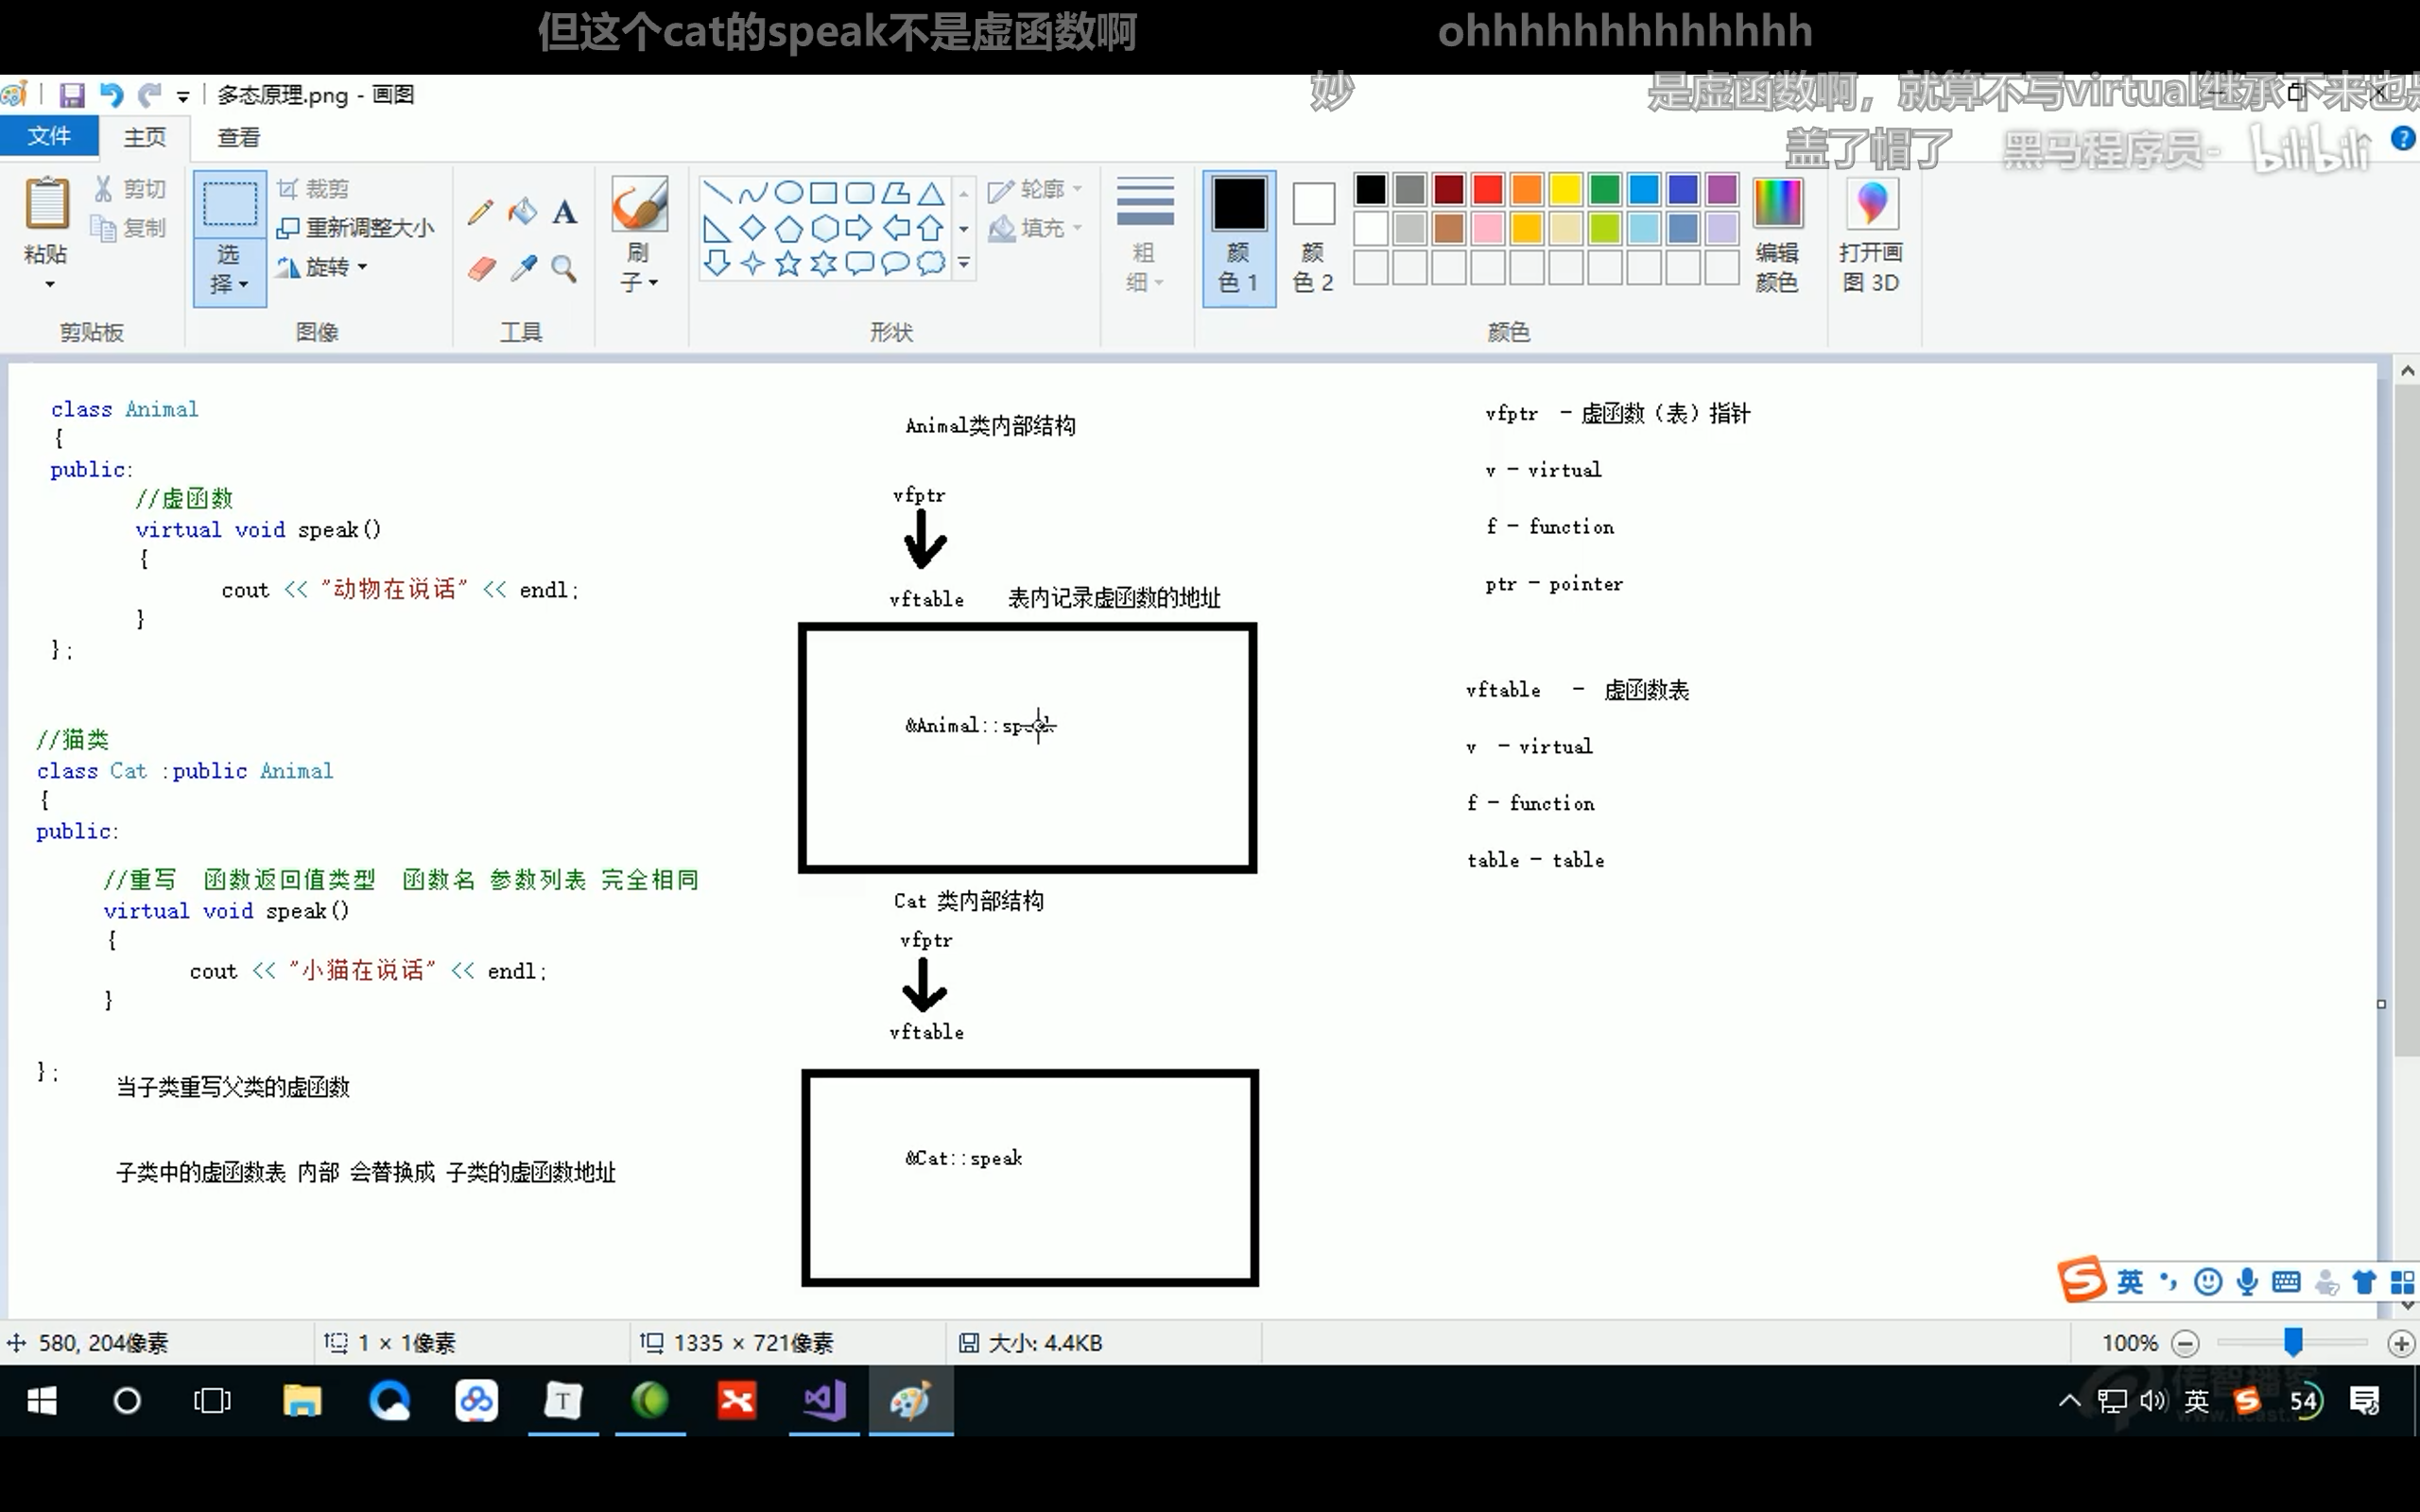 但这个cat的speak不是虚函数啊
ohhhhhhhhhhhhhh
妙
是虚函数啊，就算不写virtual继承下来也是
盖了帽了
黑马程序员-
bilibili
多态原理.png - 画图
文件
主页
查看
粘贴
剪切
复制
剪贴板
选择
裁剪
重新调整大小
旋转
图像
A
工具
刷子
轮廓
填充
形状
粗细
颜色 1
颜色 2
编辑颜色
颜色
打开画图 3D
class Animal
{
public:
//虚函数
virtual void speak()
{
cout << "动物在说话" << endl;
}
};
//猫类
class Cat :public Animal
{
public:
//重写 函数返回值类型 函数名 参数列表 完全相同
virtual void speak()
{
cout << "小猫在说话" << endl;
}
};
当子类重写父类的虚函数
子类中的虚函数表 内部 会替换成 子类的虚函数地址
Animal类内部结构
vfptr
vftable 表内记录虚函数的地址
&Animal::speak
Cat 类内部结构
vfptr
vftable
&Cat::speak
vfptr - 虚函数（表）指针
v - virtual
f - function
ptr - pointer
vftable - 虚函数表
v - virtual
f - function
table - table
英
580, 204像素
1 × 1像素
1335 × 721像素
大小: 4.4KB
100%
T
英
54
传智播客